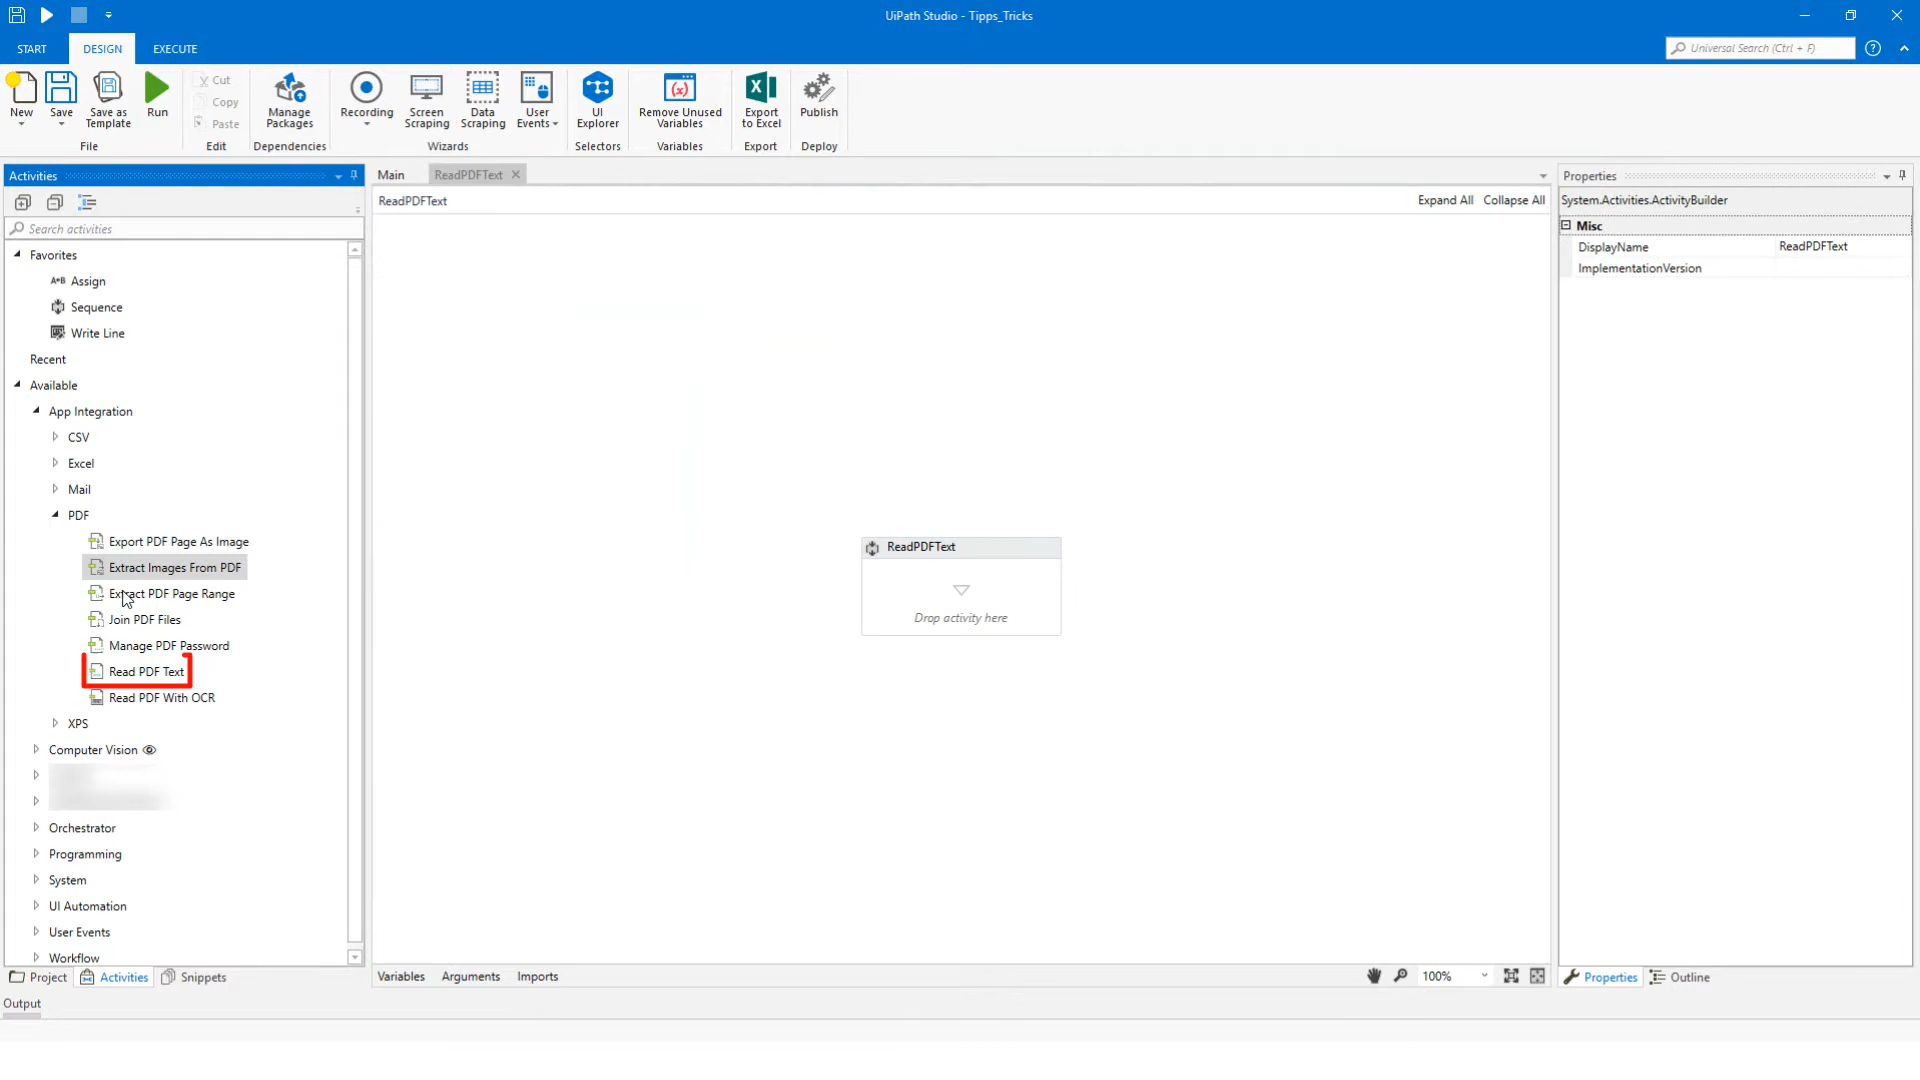 UiPath Studio - Tipps_Tricks
START DESIGN EXECUTE
Universal Search (Ctrl + F)
New
Save
Save as Template
Run
Cut
Copy
Paste
Manage Packages
Recording
Screen Scraping
Data Scraping
User Events
UI Explorer
Remove Unused Variables
Export to Excel
Publish
File Edit Dependencies Wizards Selectors Variables Export Deploy
Activities
Search activities
Favorites
Assign
Sequence
Write Line
Recent
Available
App Integration
CSV
Excel
Mail
PDF
Export PDF Page As Image
Extract Images From PDF
Extract PDF Page Range
Join PDF Files
Manage PDF Password
Read PDF Text
Read PDF With OCR
XPS
Computer Vision
Orchestrator
Programming
System
UI Automation
User Events
Workflow
Project Activities Snippets
Output
Main ReadPDFText
ReadPDFText Expand All Collapse All
ReadPDFText
Drop activity here
Variables Arguments Imports 100%
Properties
System.Activities.ActivityBuilder
Misc
DisplayName ReadPDFText
ImplementationVersion
Properties Outline